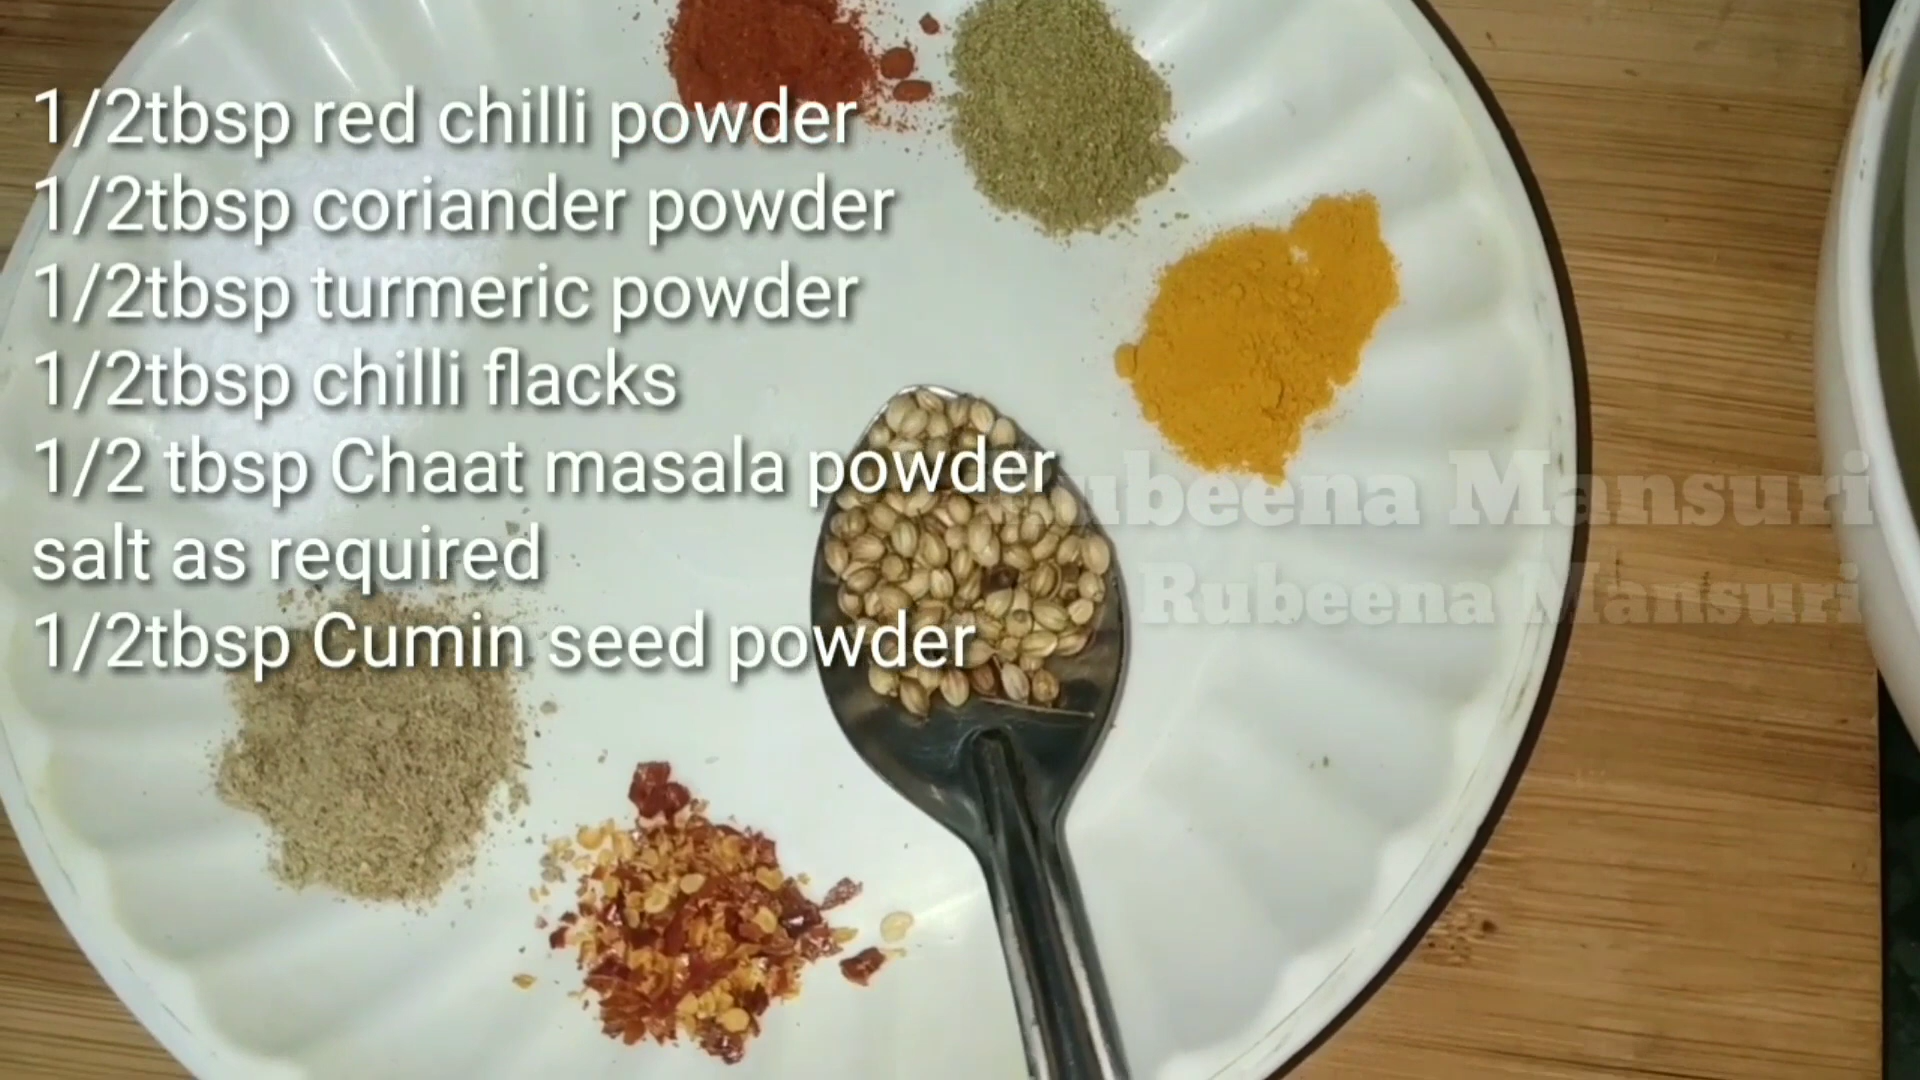 1/2tbsp red chilli powder
1/2tbsp coriander powder
1/2tbsp turmeric powder
1/2tbsp chilli flacks
1/2 tbsp Chaat masala powder
salt as required
1/2tbsp Cumin seed powder
Rubeena Mansuri
Rubeena Mansuri